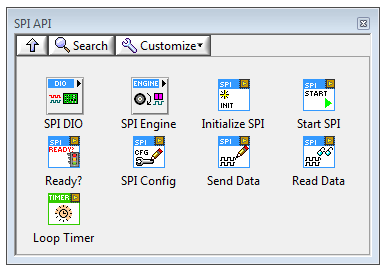 SPI API
Search Customize
DIO ENGINE SPI INIT SPI START
SPI DIO SPI Engine Initialize SPI Start SPI
SPI READY? SPI CFG SPI SPI
Ready? SPI Config Send Data Read Data
TIMER
Loop Timer